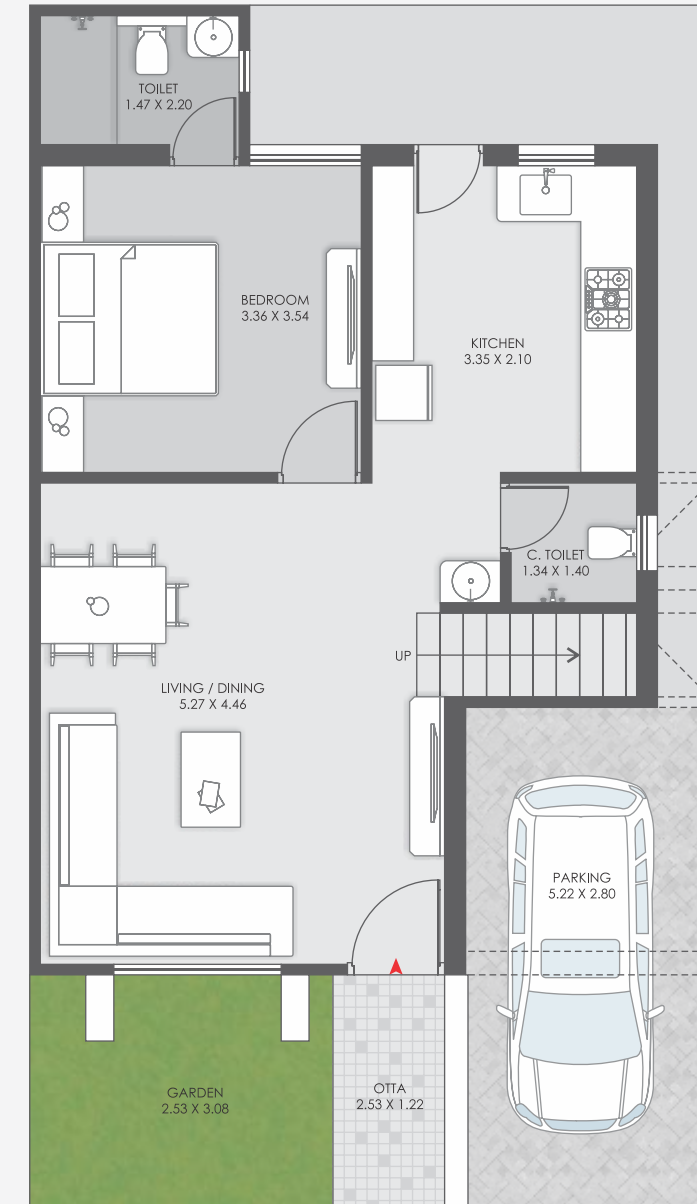 TOILET
1.47 X 2.20
BEDROOM
3.36 X 3.54
KITCHEN
3.35 X 2.10
C. TOILET
1.34 X 1.40
UP
LIVING / DINING
5.27 X 4.46
PARKING
5.22 X 2.80
GARDEN
2.53 X 3.08
OTTA
2.53 X 1.22